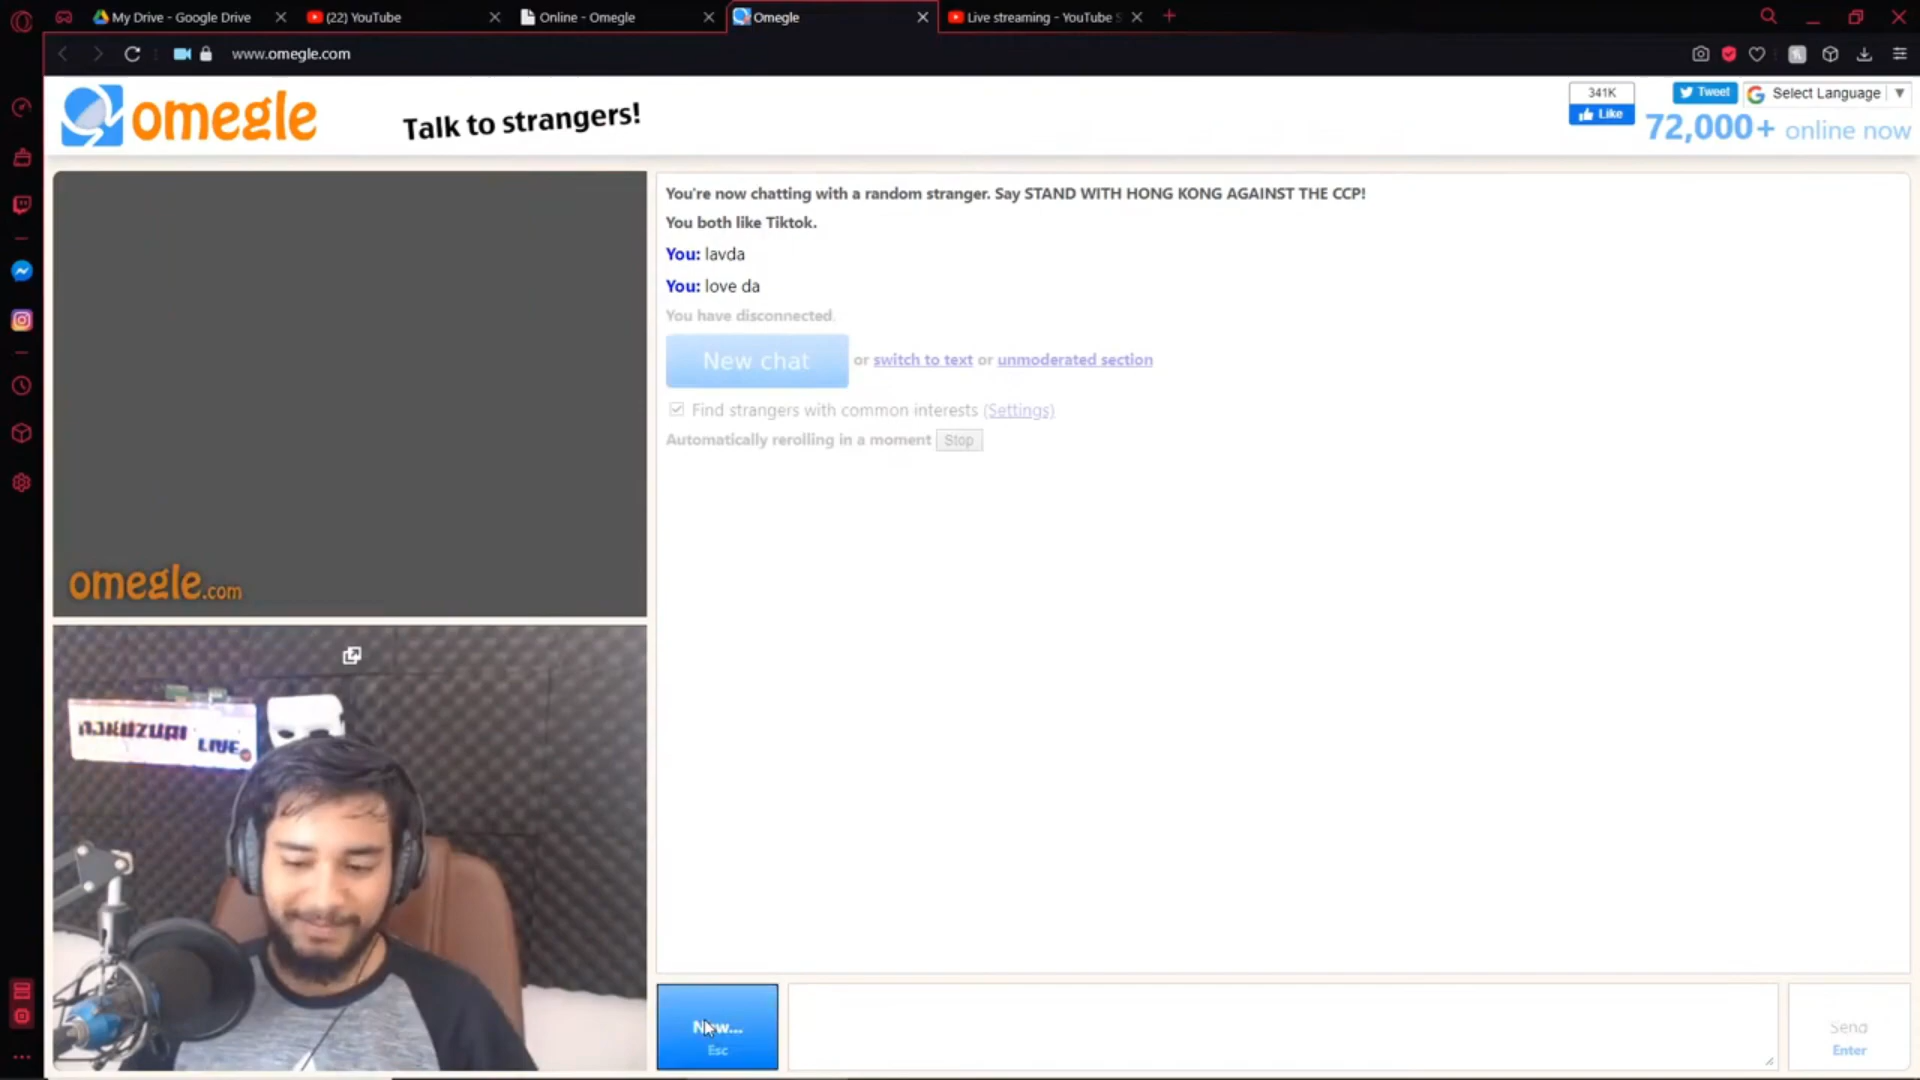 My Drive - Google Drive
(22) YouTube
Online - Omegle
Omegle
Live streaming - YouTube S
www.omegle.com
omegle
Talk to strangers!
341K
Like
Tweet
Select Language
72,000+ online now
You're now chatting with a random stranger. Say STAND WITH HONG KONG AGAINST THE CCP!
You both like Tiktok.
You: lavda
You: love da
You have disconnected.
New chat or switch to text or unmoderated section
Find strangers with common interests (Settings)
Automatically rerolling in a moment Stop
omegle.com
LIVE
New...
Esc
Send
Enter